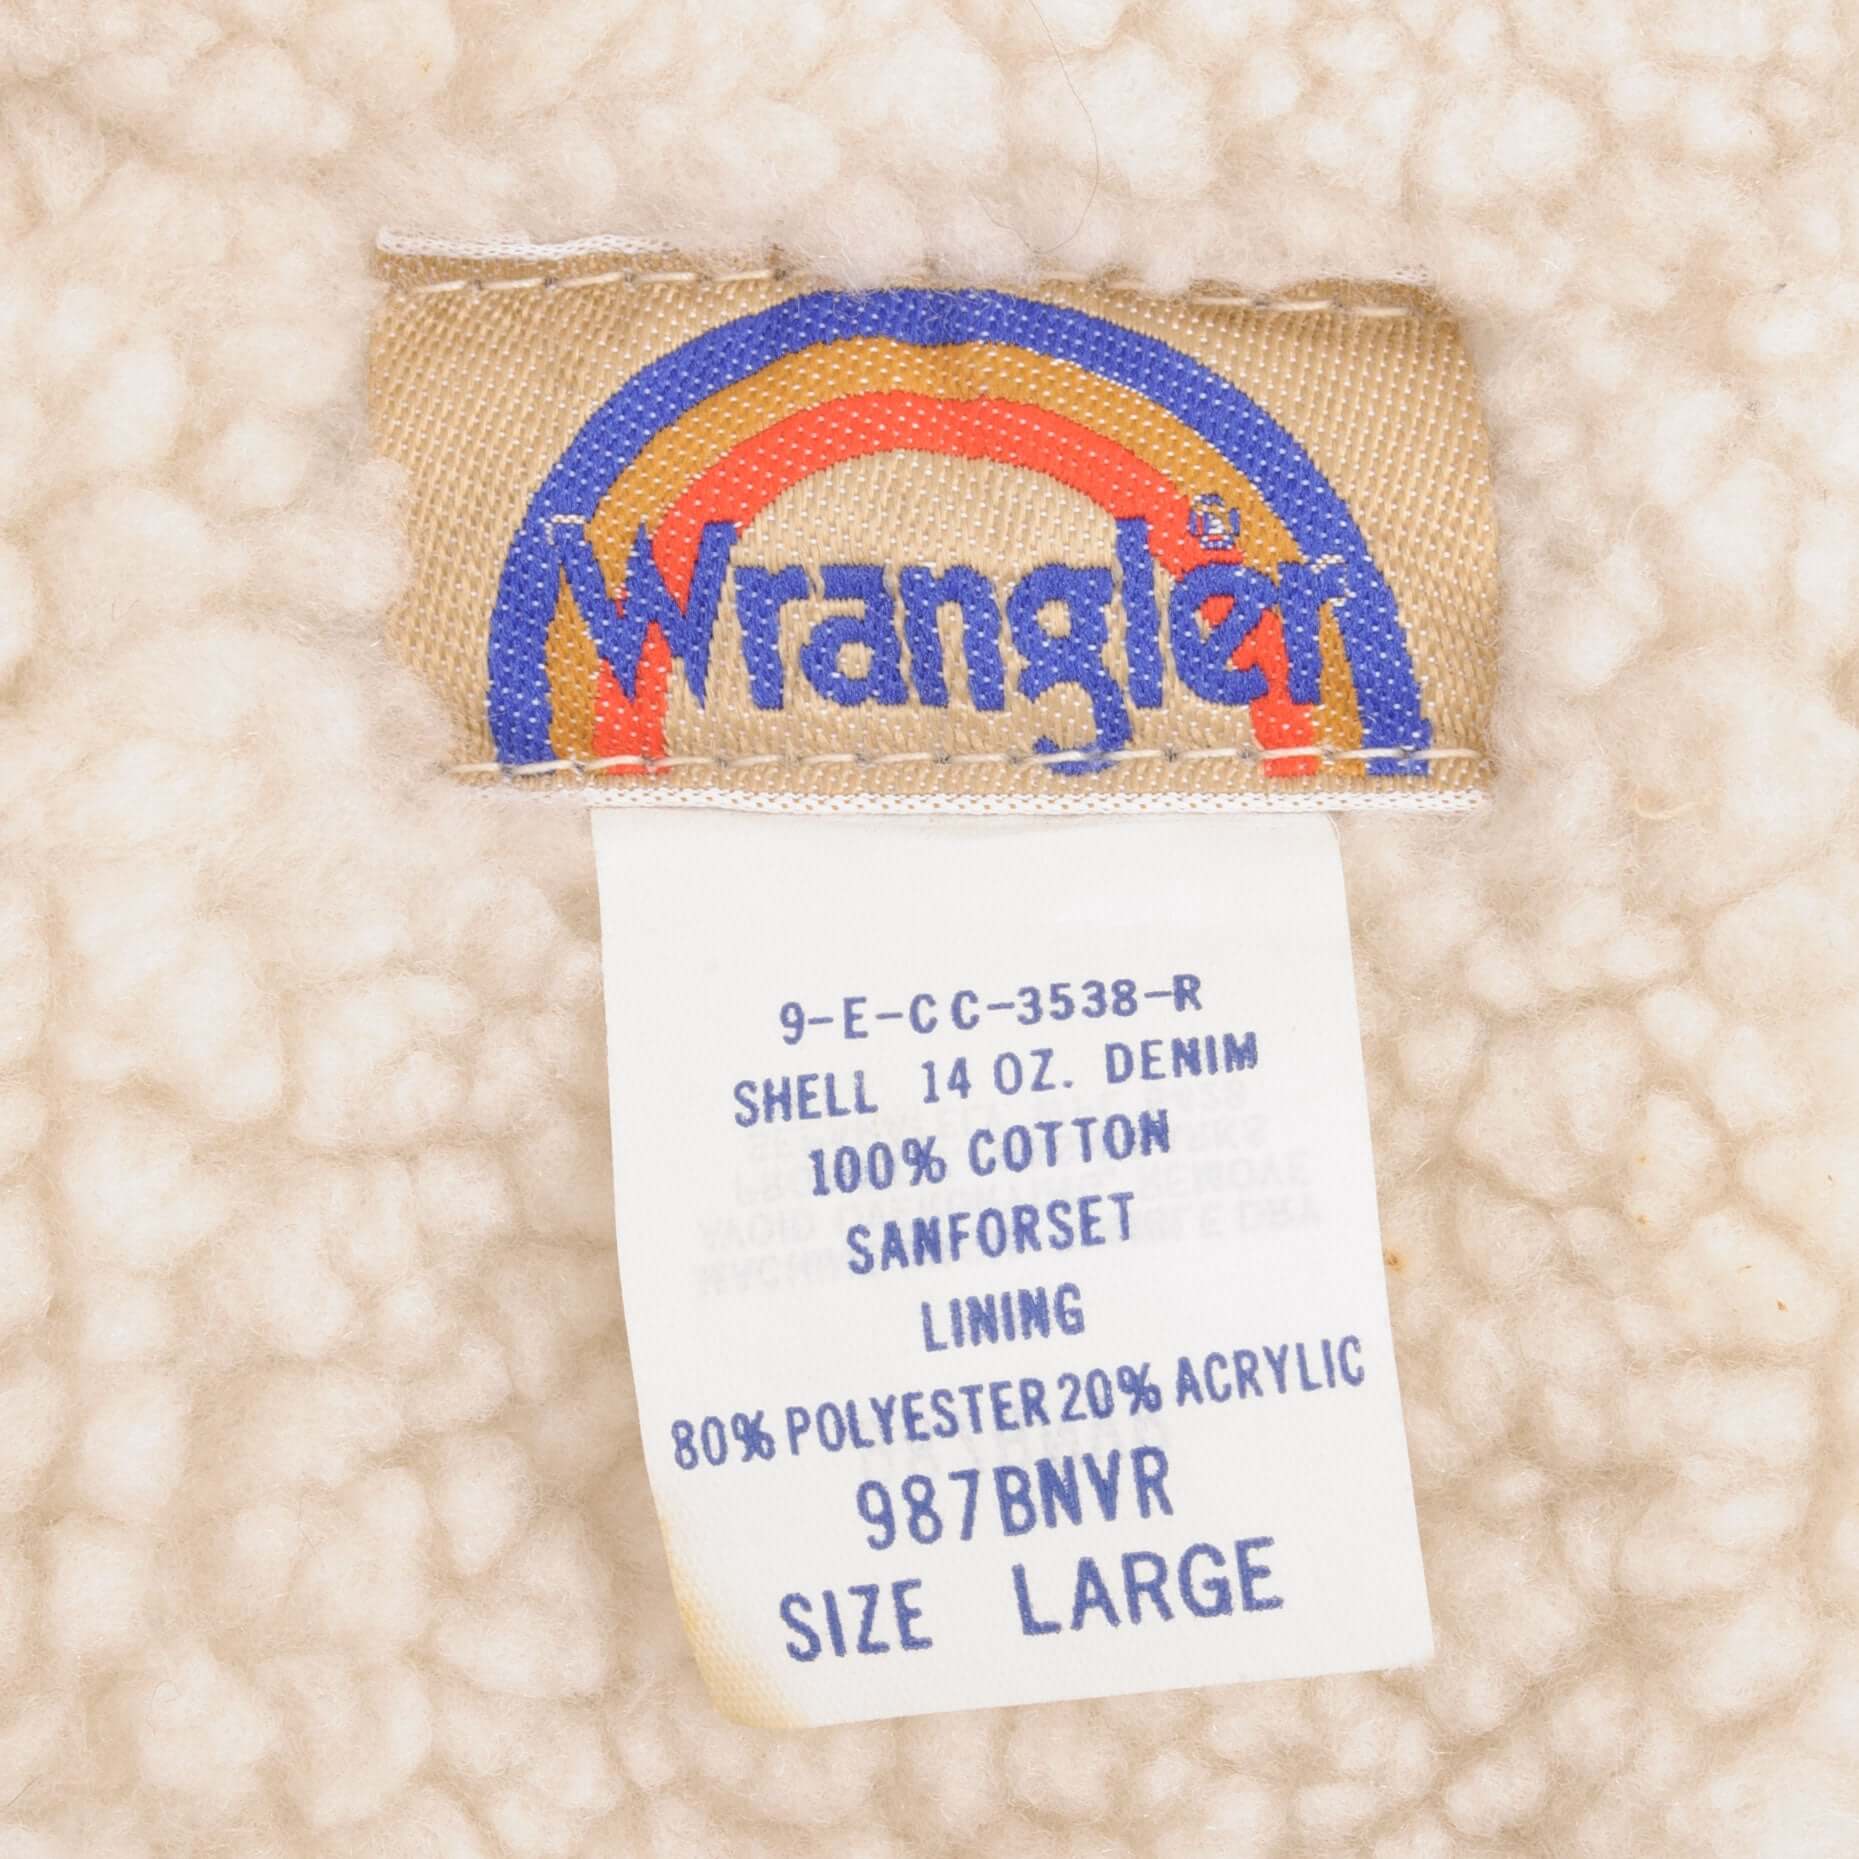 Wrangler
9-E-CC-3538-R
SHELL 14 OZ. DENIM
100% COTTON
SANFORSET
LINING
80% POLYESTER 20% ACRYLIC
987BNVR
SIZE LARGE